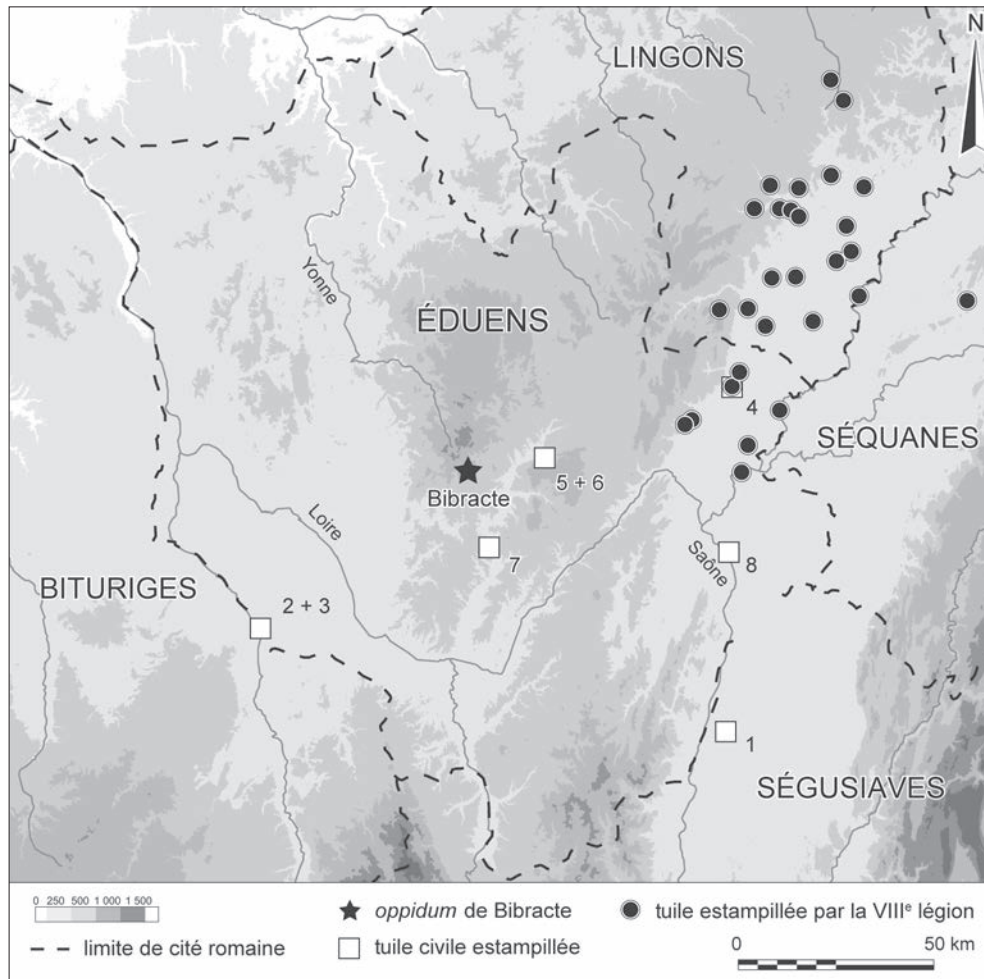 LINGONS
N
Yonne
ÉDUENS
4
SÉQUANES
Bibracte
5 + 6
Loire
7
Saône
8
BITURIGES
2 + 3
1
SÉGUSIAVES
0 250 500 1 000 1 500
oppidum de Bibracte
tuile estampillée par la VIIIe légion
limite de cité romaine
tuile civile estampillée
0 50 km